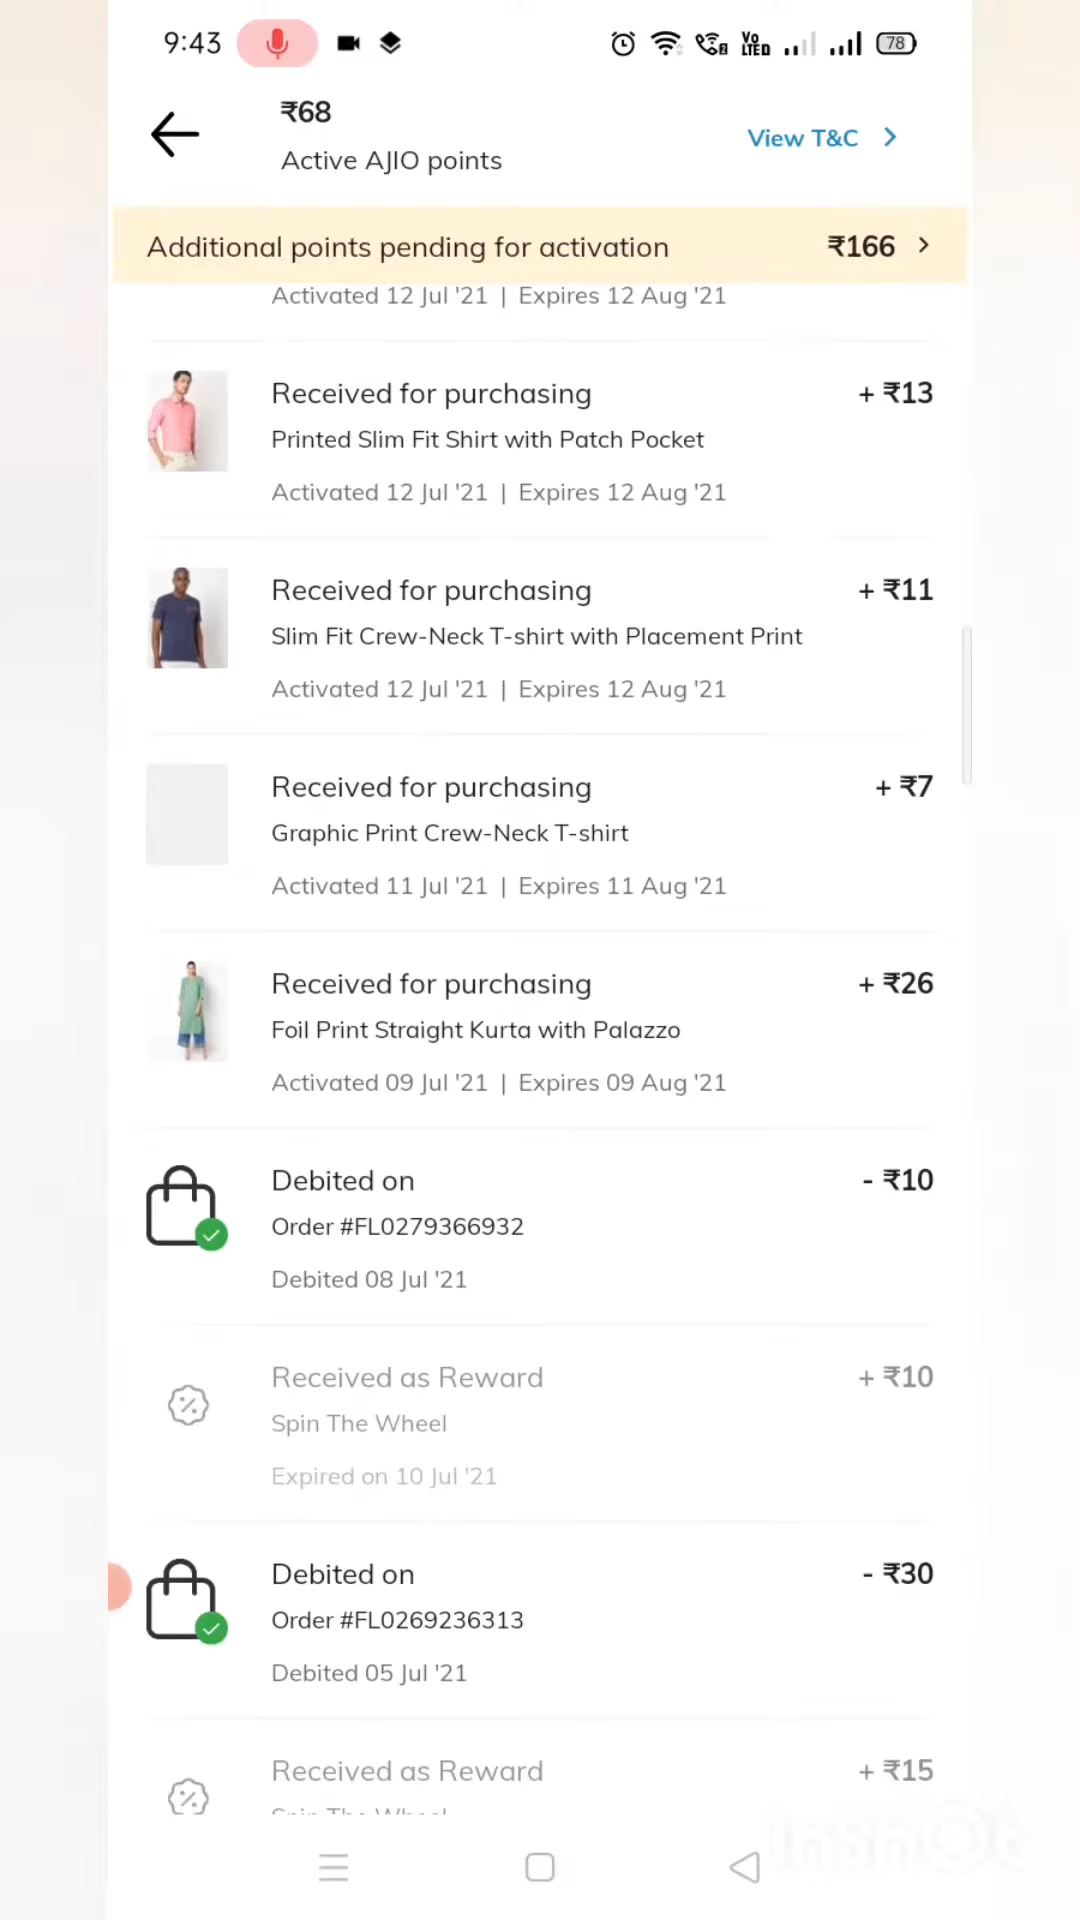 9:43
Vo
LTED
78
₹68
Active AJIO points
View T&C
Additional points pending for activation ₹166
Activated 12 Jul '21 | Expires 12 Aug '21
Received for purchasing + ₹13
Printed Slim Fit Shirt with Patch Pocket
Activated 12 Jul '21 | Expires 12 Aug '21
Received for purchasing + ₹11
Slim Fit Crew-Neck T-shirt with Placement Print
Activated 12 Jul '21 | Expires 12 Aug '21
Received for purchasing + ₹7
Graphic Print Crew-Neck T-shirt
Activated 11 Jul '21 | Expires 11 Aug '21
Received for purchasing + ₹26
Foil Print Straight Kurta with Palazzo
Activated 09 Jul '21 | Expires 09 Aug '21
Debited on - ₹10
Order #FL0279366932
Debited 08 Jul '21
Received as Reward + ₹10
Spin The Wheel
Expired on 10 Jul '21
Debited on - ₹30
Order #FL0269236313
Debited 05 Jul '21
Received as Reward + ₹15
Spin The Wheel
InShOt